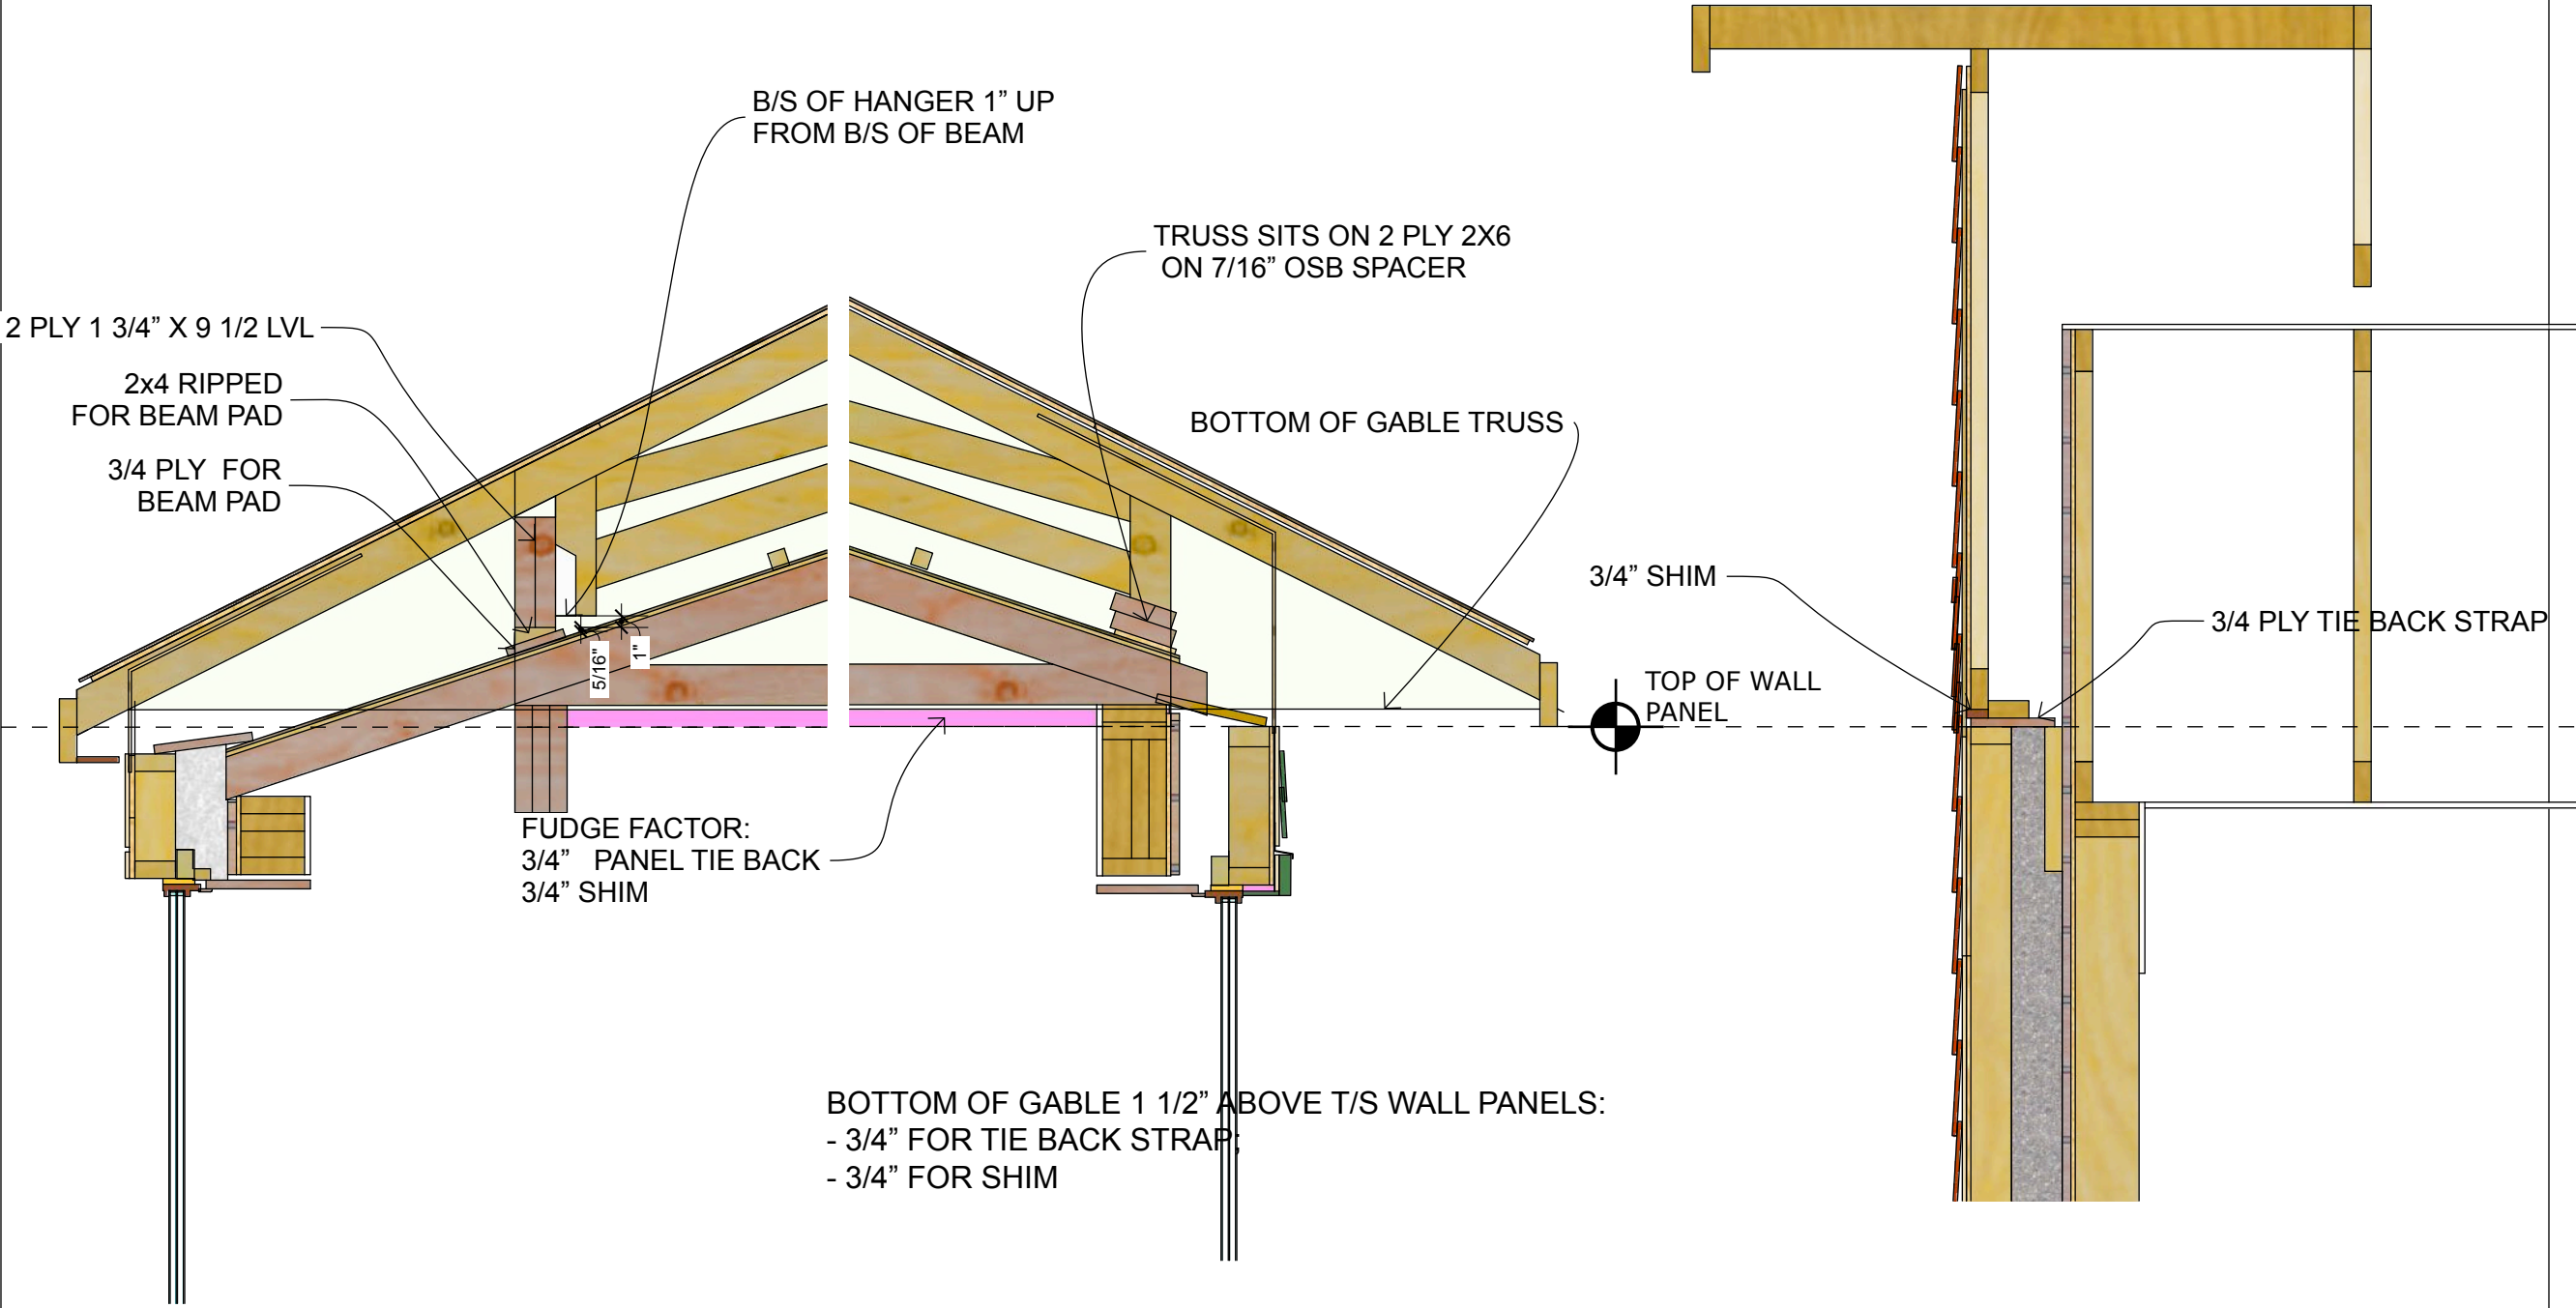 B/S OF HANGER 1” UP
FROM B/S OF BEAM
TRUSS SITS ON 2 PLY 2X6
ON 7/16” OSB SPACER
2 PLY 1 3/4” X 9 1/2 LVL
2x4 RIPPED
FOR BEAM PAD
3/4 PLY FOR
BEAM PAD
BOTTOM OF GABLE TRUSS
3/4” SHIM
3/4 PLY TIE BACK STRAP
5/16"
1"
TOP OF WALL
PANEL
FUDGE FACTOR:
3/4” PANEL TIE BACK
3/4” SHIM
BOTTOM OF GABLE 1 1/2” ABOVE T/S WALL PANELS:
- 3/4” FOR TIE BACK STRAP;
- 3/4” FOR SHIM